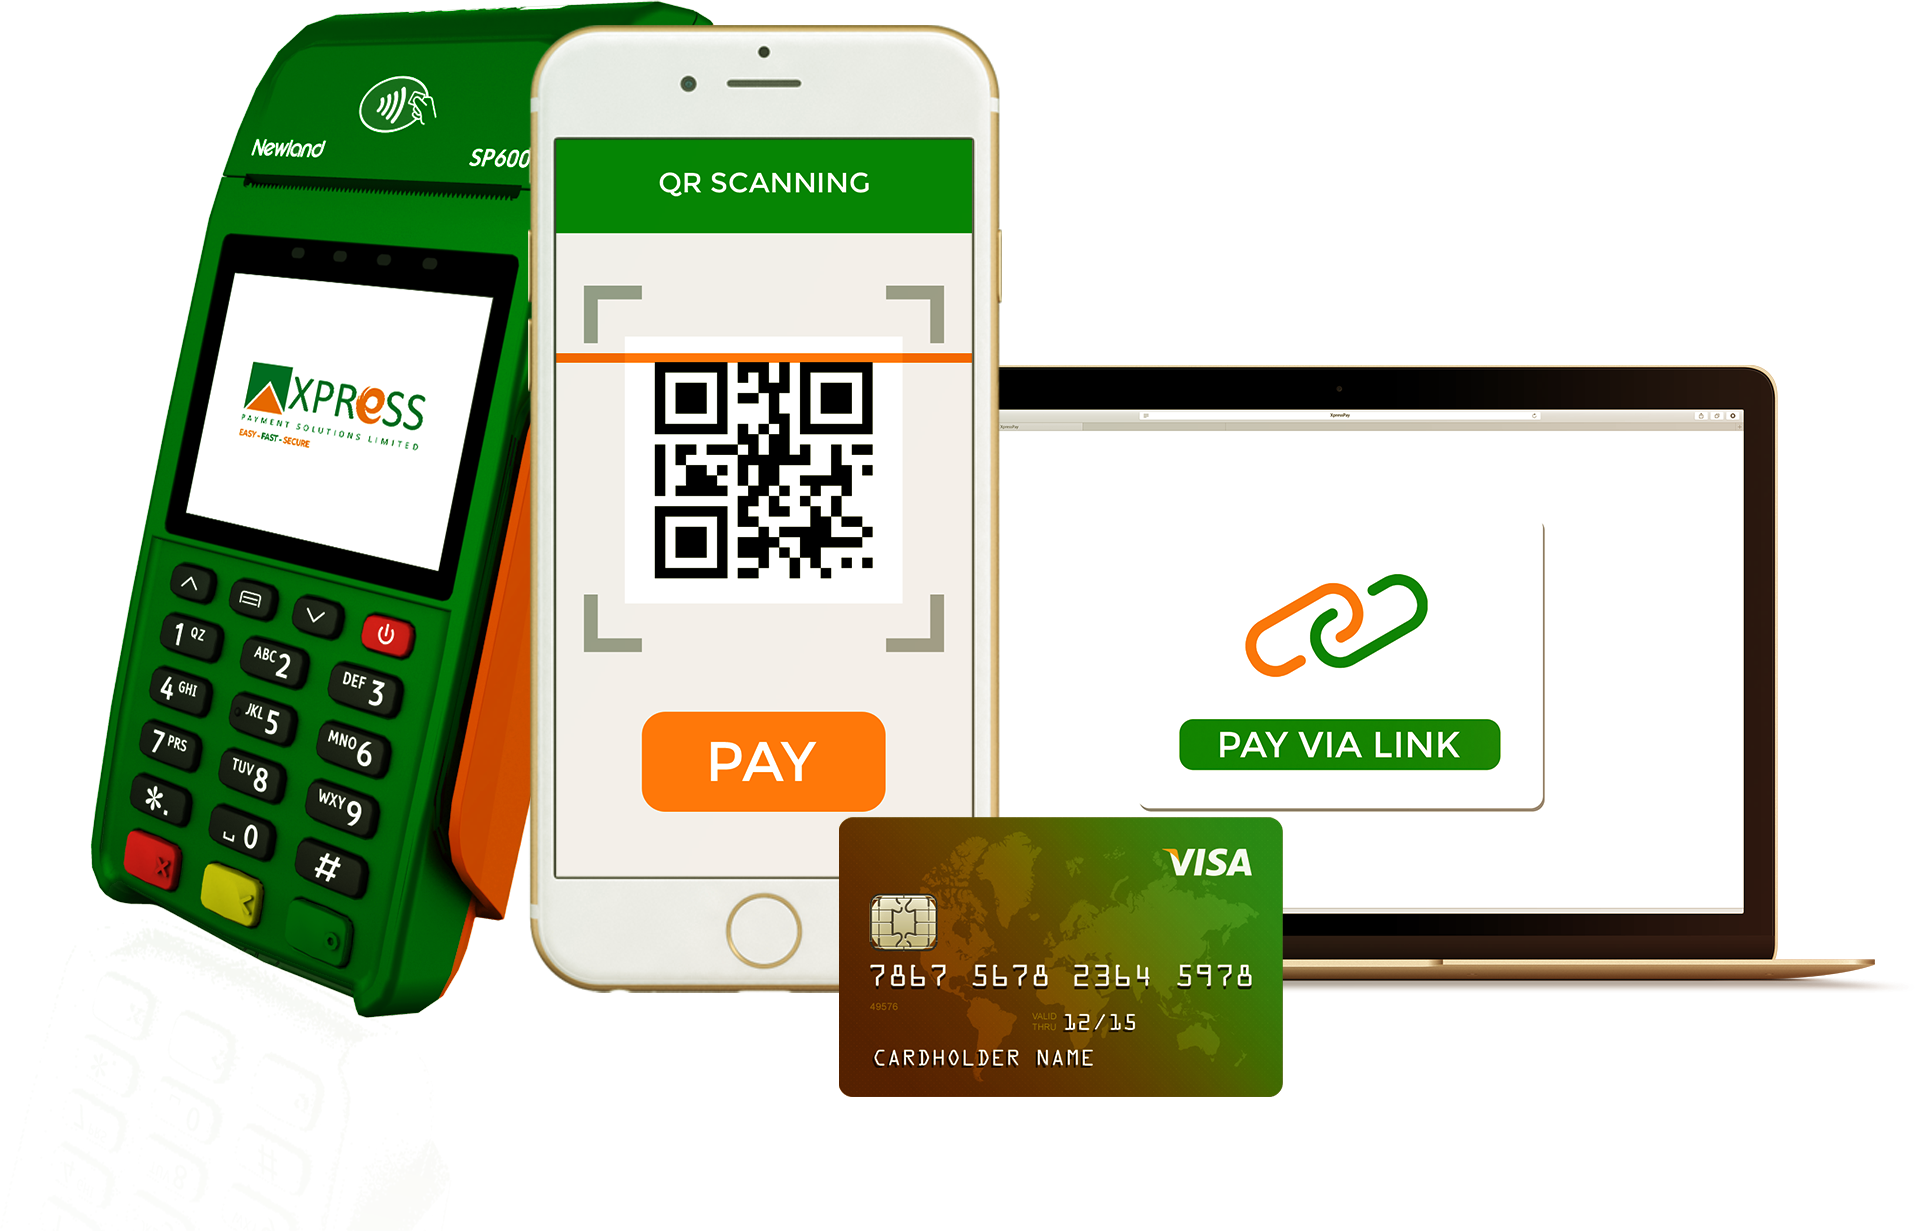 Newland
SP600
XPRESS
PAYMENT SOLUTIONS LIMITED
EASY - FAST - SECURE
1 QZ
ABC 2
DEF 3
4 GHI
JKL 5
MNO 6
7 PRS
TUV 8
WXY 9
*.
0
#
QR SCANNING
PAY
XpressPay
XpressPay
PAY VIA LINK
VISA
7867 5678 2364 5978
49576
VALID THRU 12/15
CARDHOLDER NAME